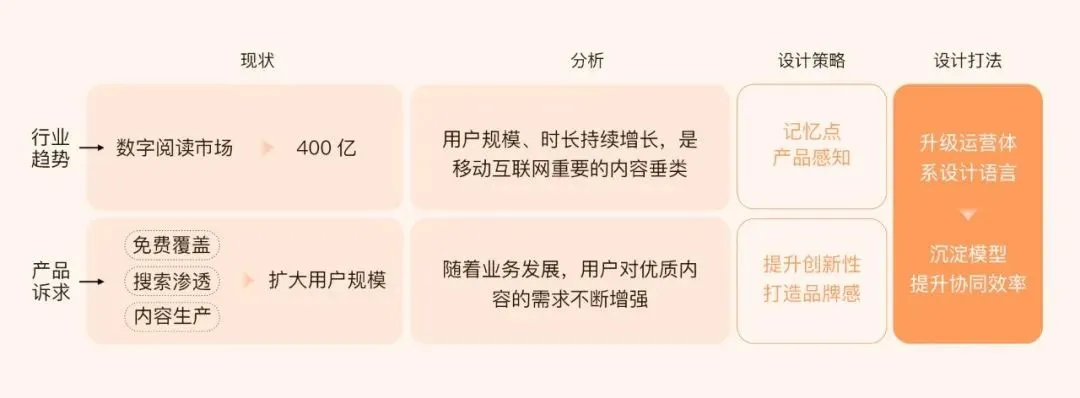 现状
分析
设计策略
设计打法
行业
趋势
数字阅读市场
400 亿
用户规模、时长持续增长，是
移动互联网重要的内容垂类
记忆点
产品感知
升级运营体
系设计语言
产品
诉求
免费覆盖
搜索渗透
内容生产
扩大用户规模
随着业务发展，用户对优质内
容的需求不断增强
提升创新性
打造品牌感
沉淀模型
提升协同效率